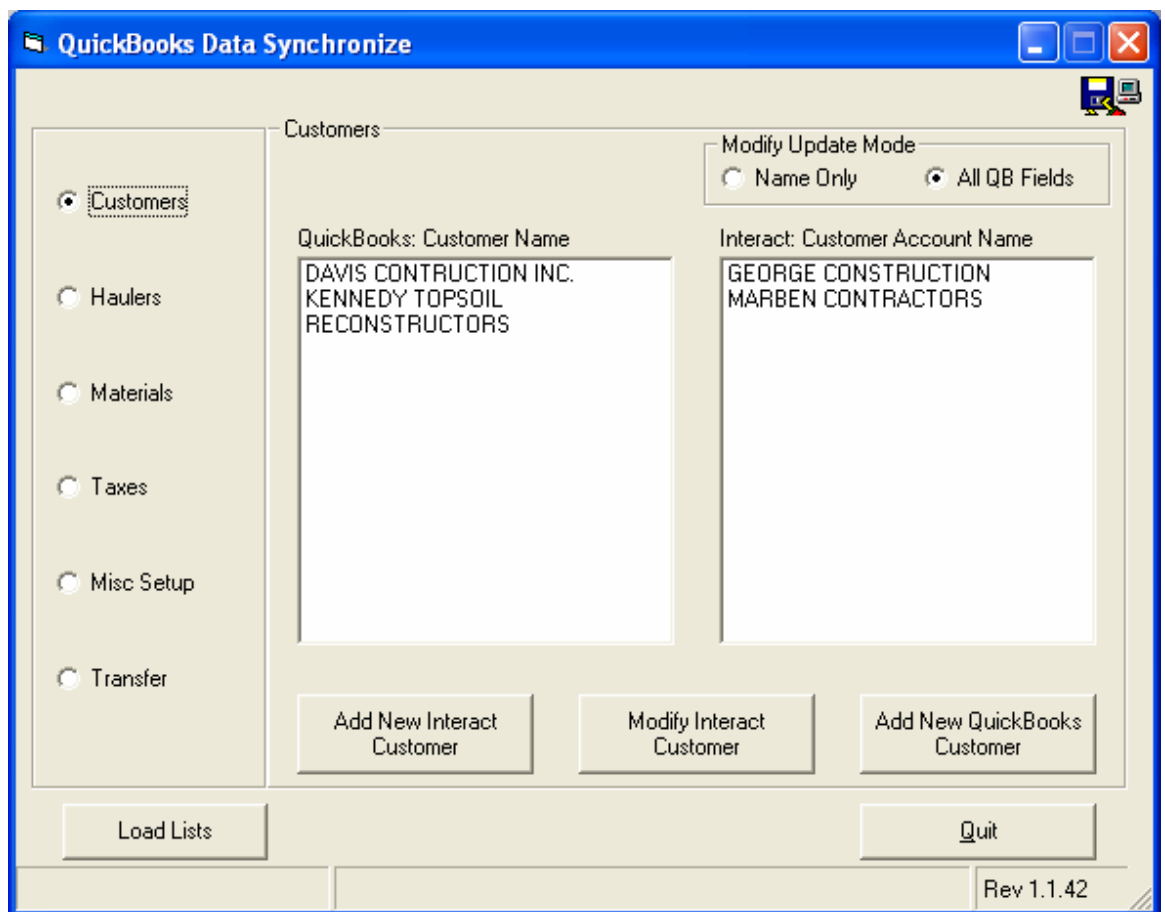 QuickBooks Data Synchronize
Customers
Modify Update Mode
Name Only
All QB Fields
Customers
Haulers
Materials
Taxes
Misc Setup
Transfer
QuickBooks: Customer Name
DAVIS CONTRUCTION INC.
KENNEDY TOPSOIL
RECONSTRUCTORS
Interact: Customer Account Name
GEORGE CONSTRUCTION
MARBEN CONTRACTORS
Add New Interact
Customer
Modify Interact
Customer
Add New QuickBooks
Customer
Load Lists
Quit
Rev 1.1.42